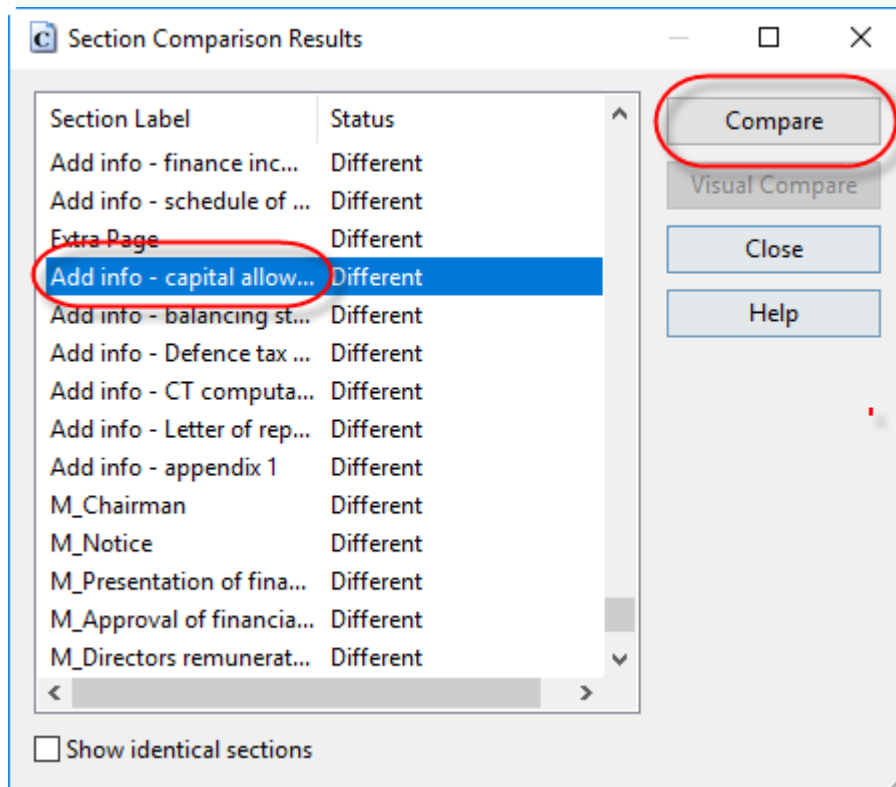 Section Comparison Results
Section Label Status
Compare
Add info - finance inc... Different
Visual Compare
Add info - schedule of ... Different
Extra Page Different
Close
Add info - capital allow... Different
Add info - balancing st... Different
Help
Add info - Defence tax ... Different
Add info - CT computa... Different
Add info - Letter of rep... Different
Add info - appendix 1 Different
M_Chairman Different
M_Notice Different
M_Presentation of fina... Different
M_Approval of financia... Different
M_Directors remunerat... Different
Show identical sections